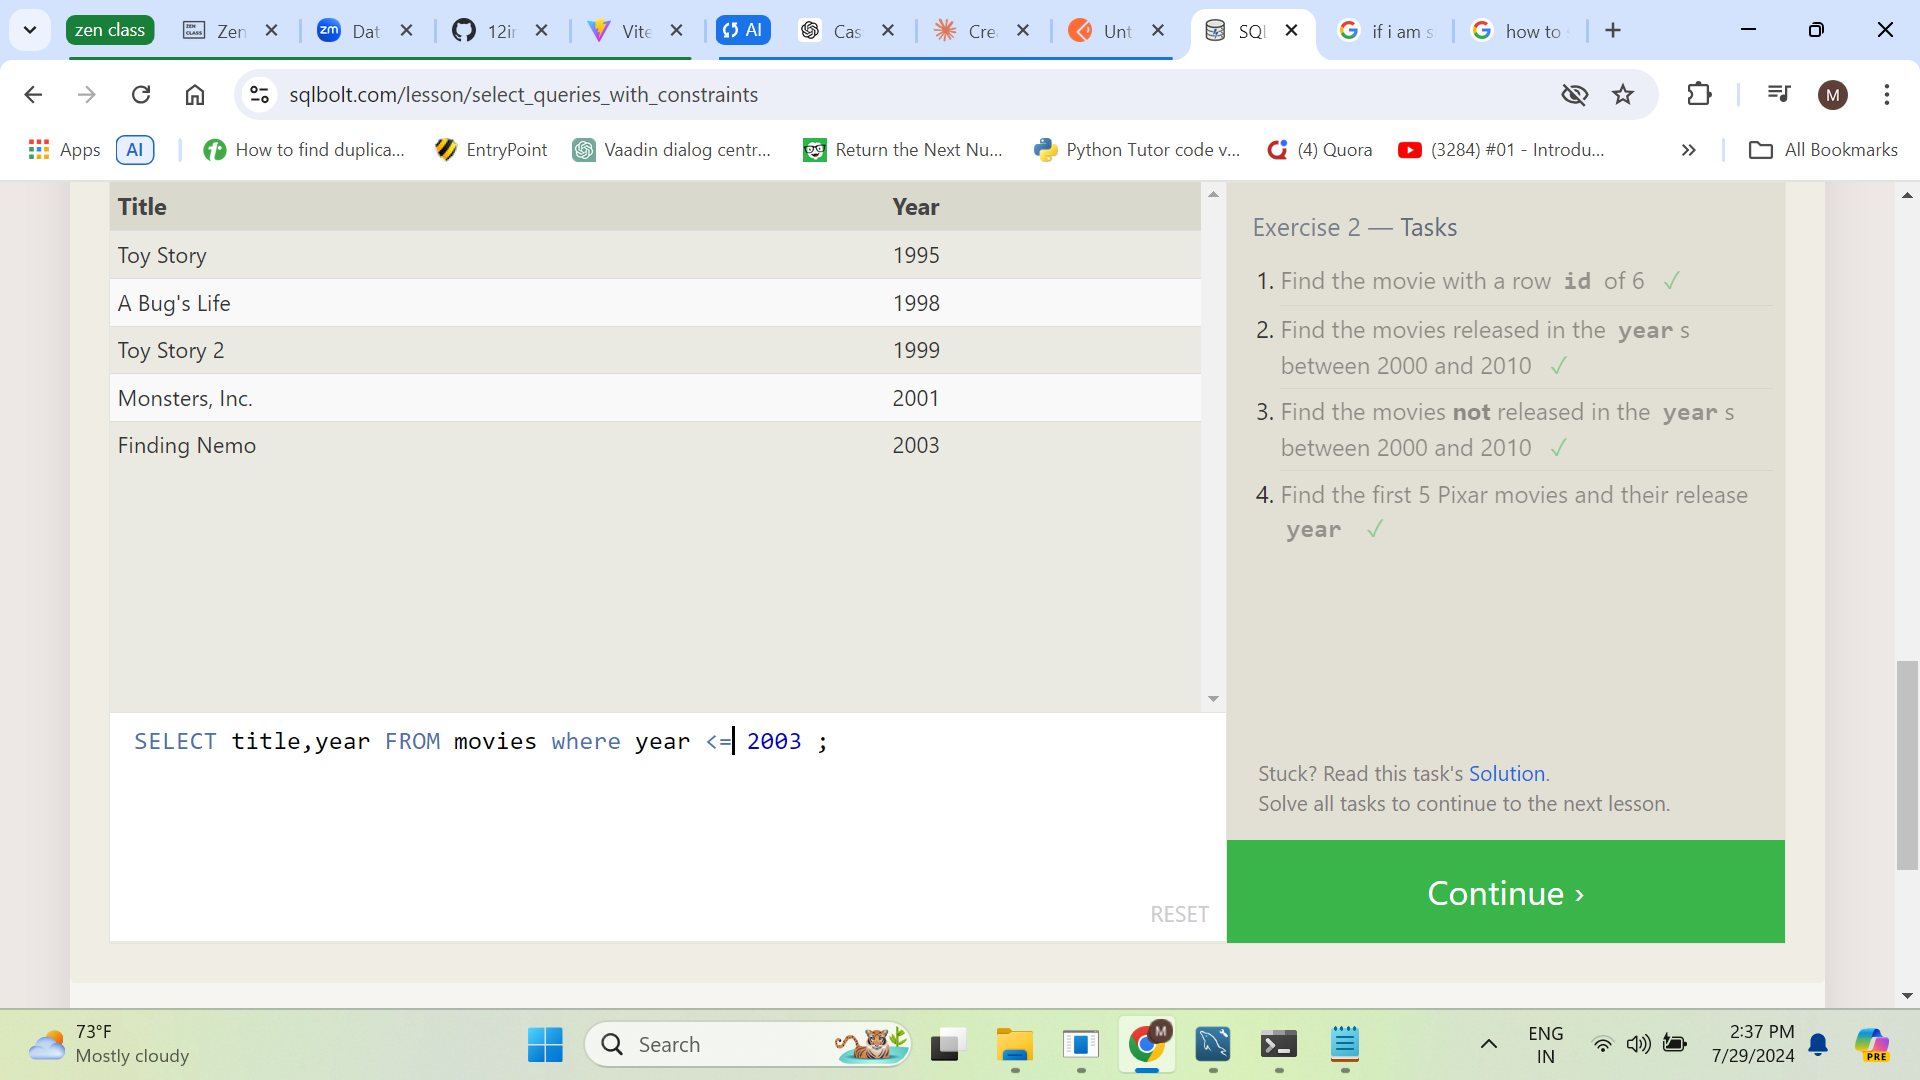 zen class
Zen
Dat
12ir
Vite
AI
Cas
Cre
Unt
SQL
if i am s
how to s
sqlbolt.com/lesson/select_queries_with_constraints
M
Apps
AI
How to find duplica...
EntryPoint
Vaadin dialog centr...
Return the Next Nu...
Python Tutor code v...
(4) Quora
(3284) #01 - Introdu...
All Bookmarks
Title Year
Toy Story 1995
A Bug's Life 1998
Toy Story 2 1999
Monsters, Inc. 2001
Finding Nemo 2003
SELECT title,year FROM movies where year <= 2003 ;
RESET
Exercise 2 — Tasks
1. Find the movie with a row id of 6 ✓
2. Find the movies released in the year s
between 2000 and 2010 ✓
3. Find the movies not released in the year s
between 2000 and 2010 ✓
4. Find the first 5 Pixar movies and their release
year ✓
Stuck? Read this task's Solution.
Solve all tasks to continue to the next lesson.
Continue ›
73°F
Mostly cloudy
Search
M
ENG
IN
2:37 PM
7/29/2024
PRE